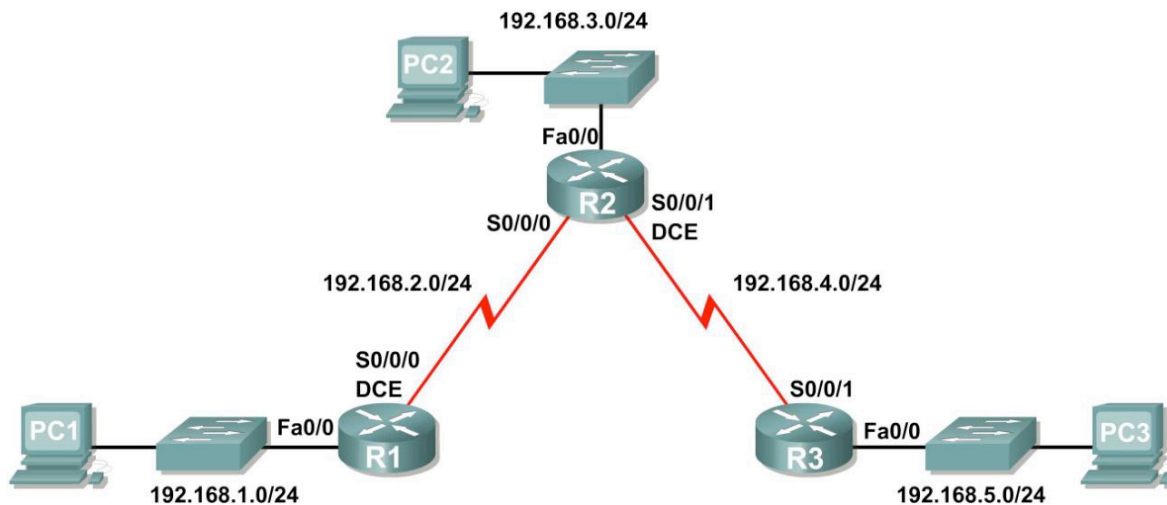 192.168.3.0/24
PC2
Fa0/0
R2
S0/0/0
S0/0/1
DCE
192.168.2.0/24
192.168.4.0/24
S0/0/0
DCE
S0/0/1
PC1
Fa0/0
R1
R3
Fa0/0
PC3
192.168.1.0/24
192.168.5.0/24